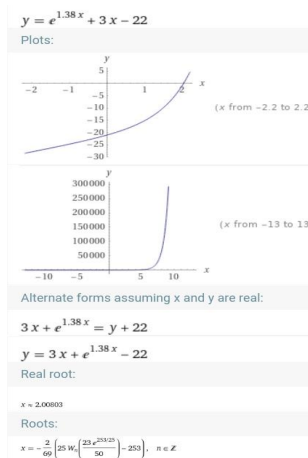 y = e^{1.38 x} + 3 x − 22
Plots:
y
5
−2 −1 1 2 x
−5
−10 (x from −2.2 to 2.2
−15
−20
−25
−30
y
300000
250000
200000
150000 (x from −13 to 13
100000
50000
−10 −5 5 10 x
Alternate forms assuming x and y are real:
3 x + e^{1.38 x} = y + 22
y = 3 x + e^{1.38 x} − 22
Real root:
x ≈ 2.00803
Roots:
x = −\frac{2}{69} (25 W_n(\frac{23 e^{253/25}}{50}) − 253), n ∈ Z